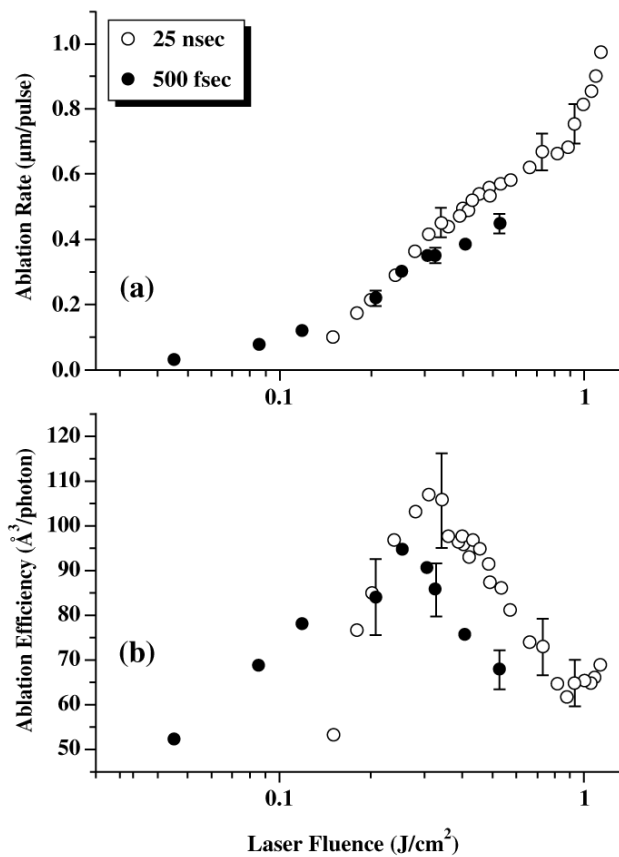 25 nsec
500 fsec
Ablation Rate (μm/pulse)
1.0
0.8
0.6
0.4
0.2
0.0
(a)
0.1
1
Ablation Efficiency (Å³/photon)
120
110
100
90
80
70
60
50
(b)
0.1
1
Laser Fluence (J/cm²)